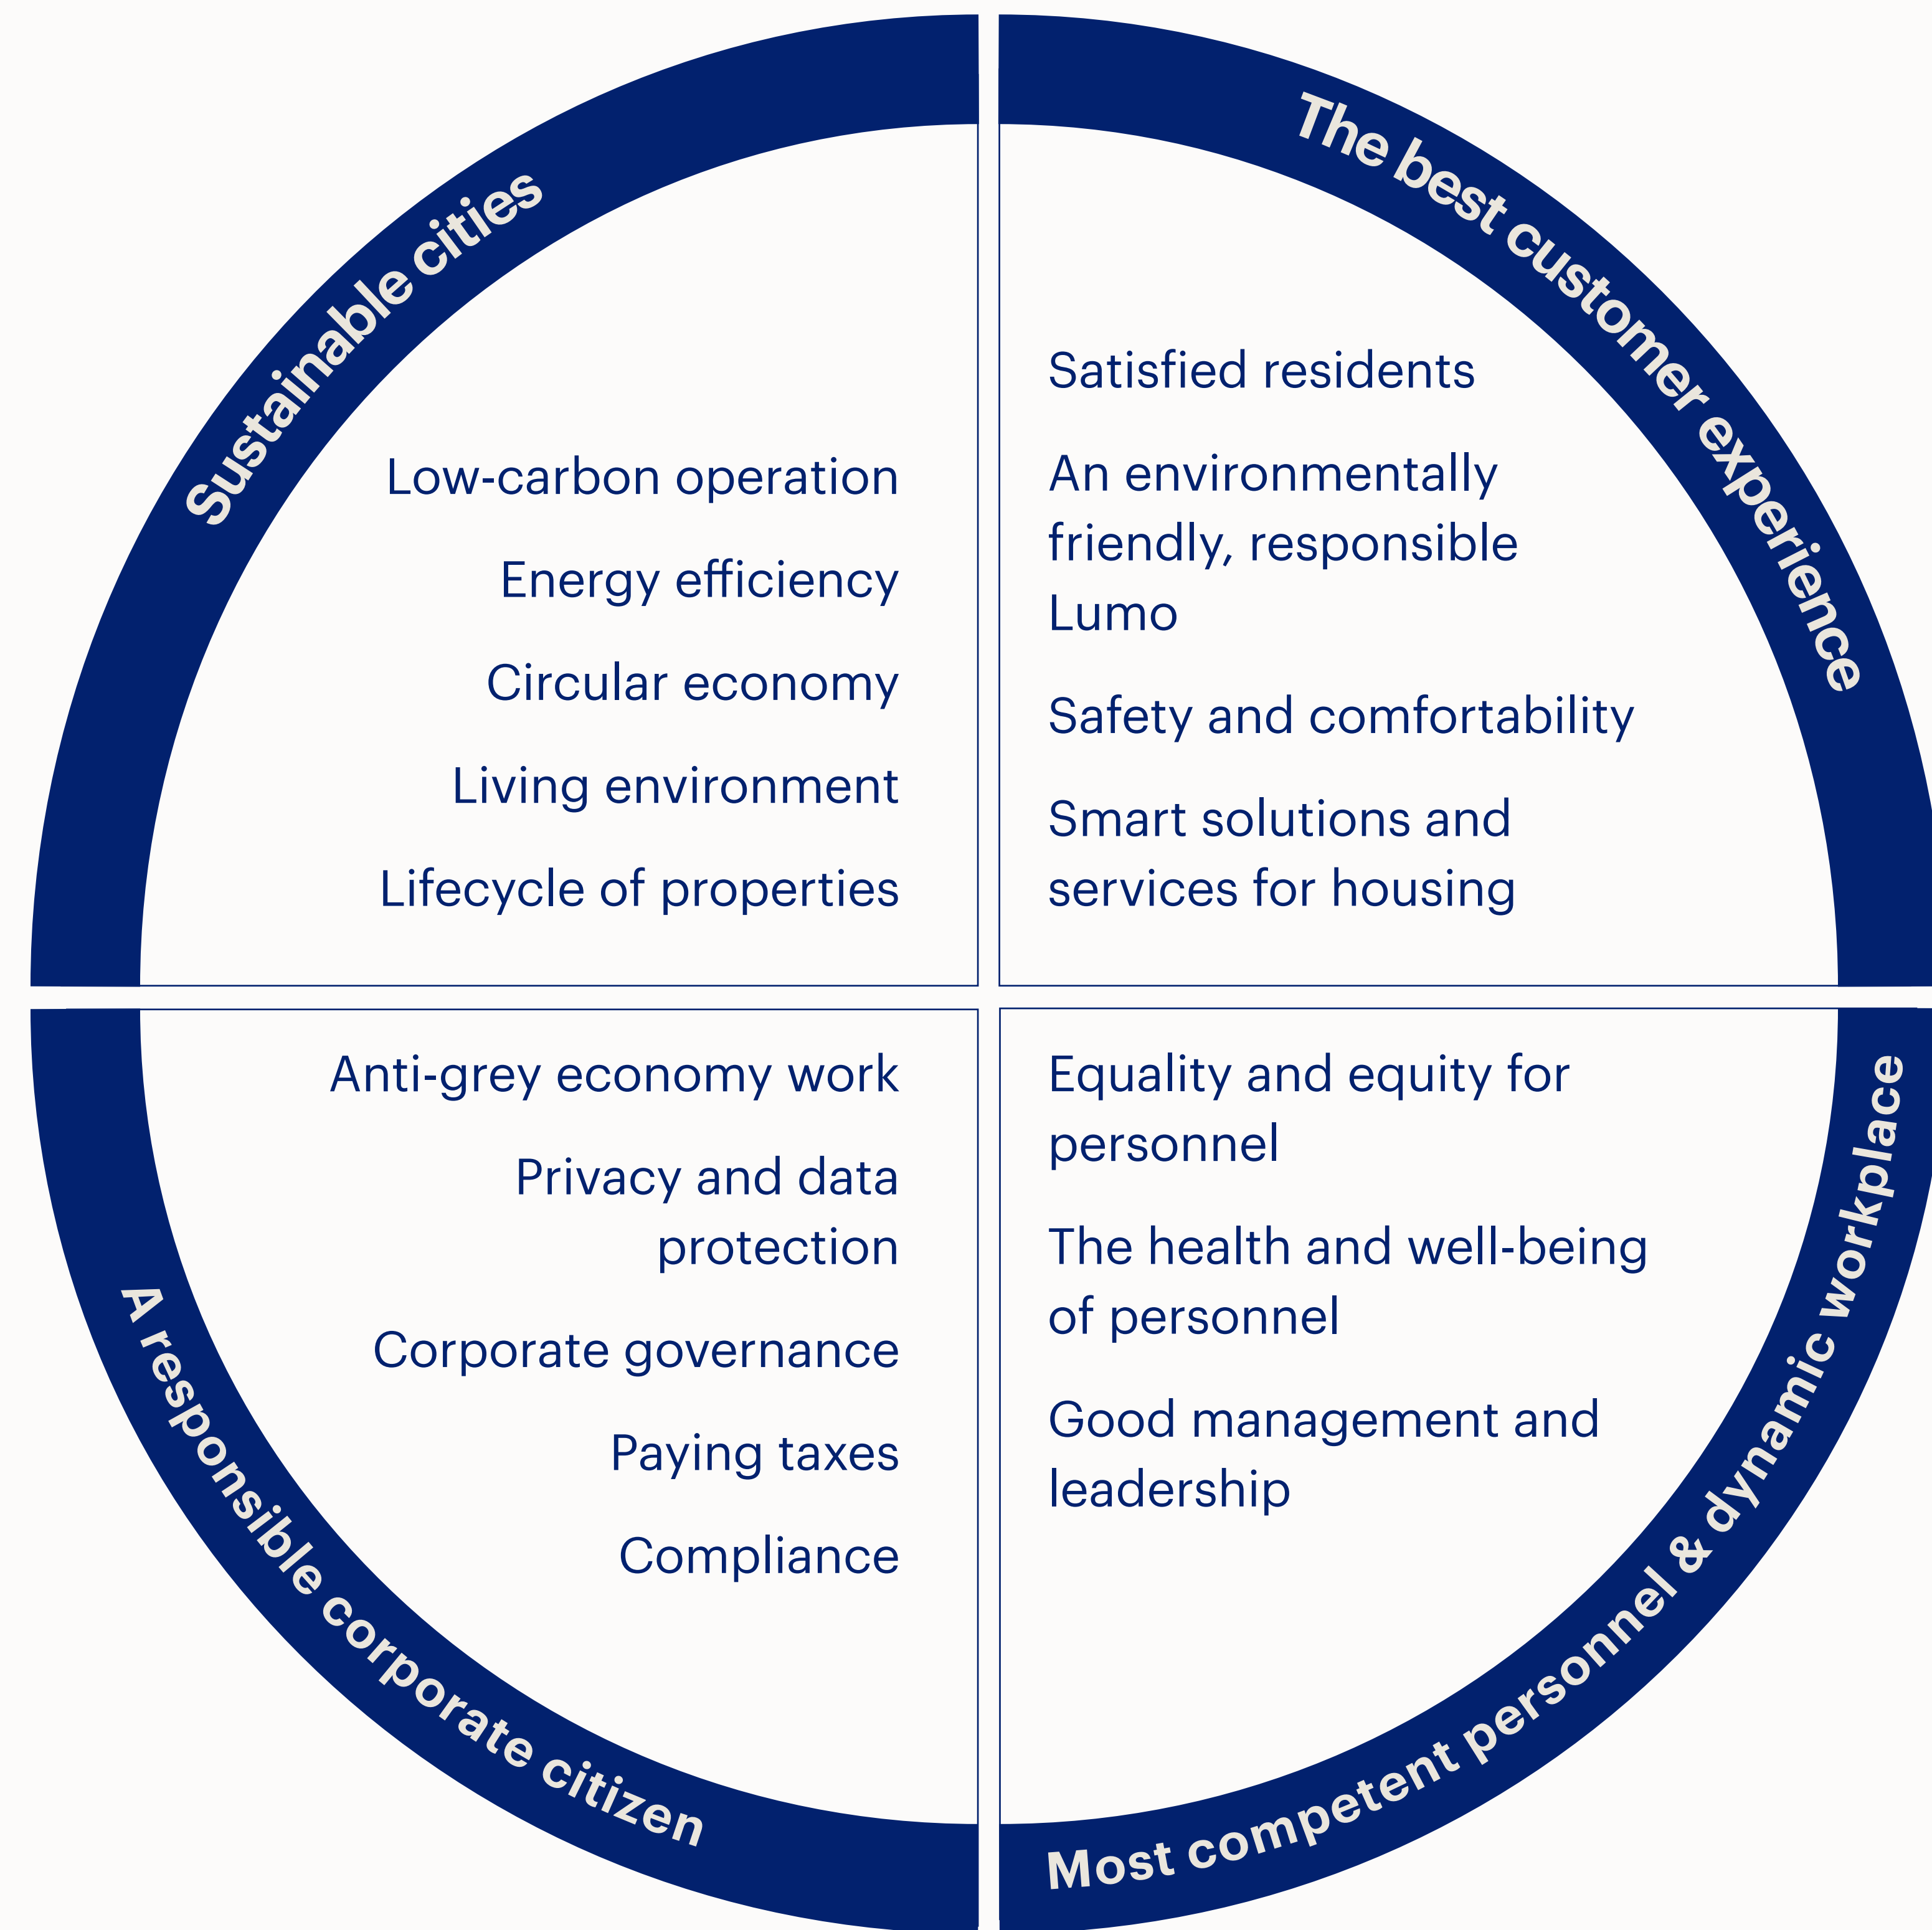 Sustainable cities
Low-carbon operation
Energy efficiency
Circular economy
Living environment
Lifecycle of properties
The best customer experience
Satisfied residents
An environmentally
friendly, responsible
Lumo
Safety and comfortability
Smart solutions and
services for housing
A responsible corporate citizen
Anti-grey economy work
Privacy and data
protection
Corporate governance
Paying taxes
Compliance
Most competent personnel & dynamic workplace
Equality and equity for
personnel
The health and well-being
of personnel
Good management and
leadership